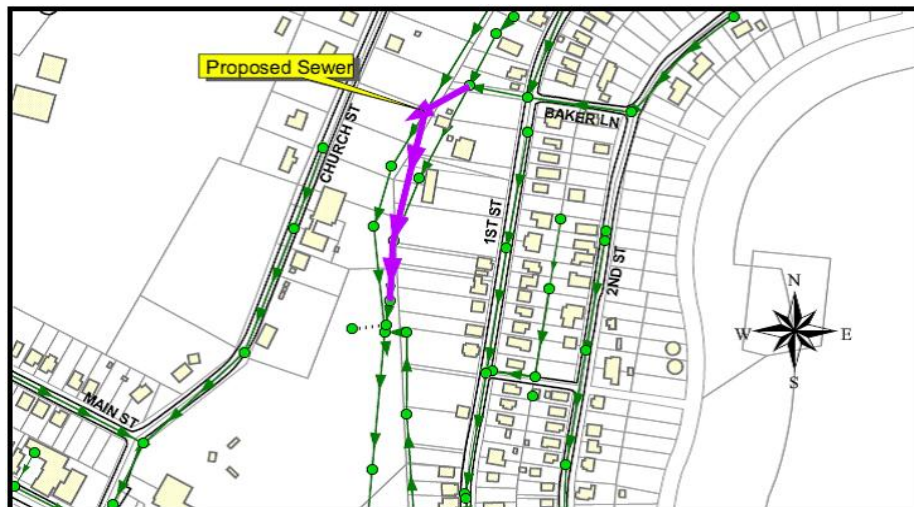 Proposed Sewer
CHURCH ST
BAKER LN
1ST ST
2ND ST
N
W
E
S
MAIN ST